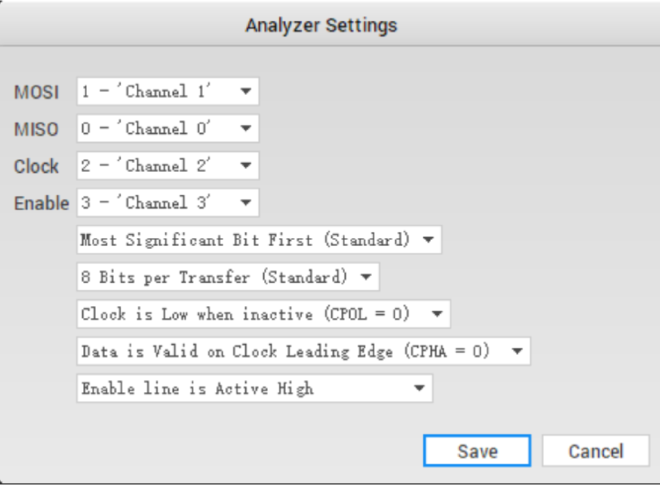 Analyzer Settings
MOSI 1 - 'Channel 1'
MISO 0 - 'Channel 0'
Clock 2 - 'Channel 2'
Enable 3 - 'Channel 3'
Most Significant Bit First (Standard)
8 Bits per Transfer (Standard)
Clock is Low when inactive (CPOL = 0)
Data is Valid on Clock Leading Edge (CPHA = 0)
Enable line is Active High
Save Cancel